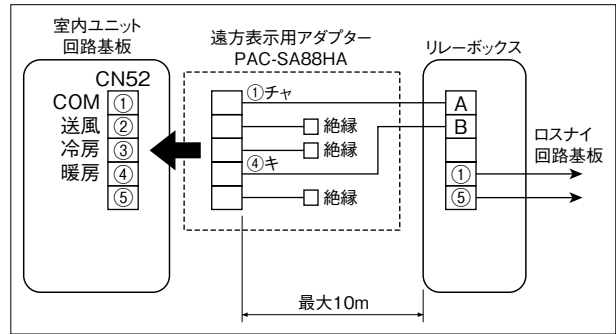 室内ユニット
回路基板
CN52
COM ①
送風 ②
冷房 ③
暖房 ④
⑤
遠方表示用アダプター
PAC-SA88HA
①チャ
絶縁
絶縁
④キ
絶縁
リレーボックス
A
B
①
⑤
ロスナイ
回路基板
最大10m